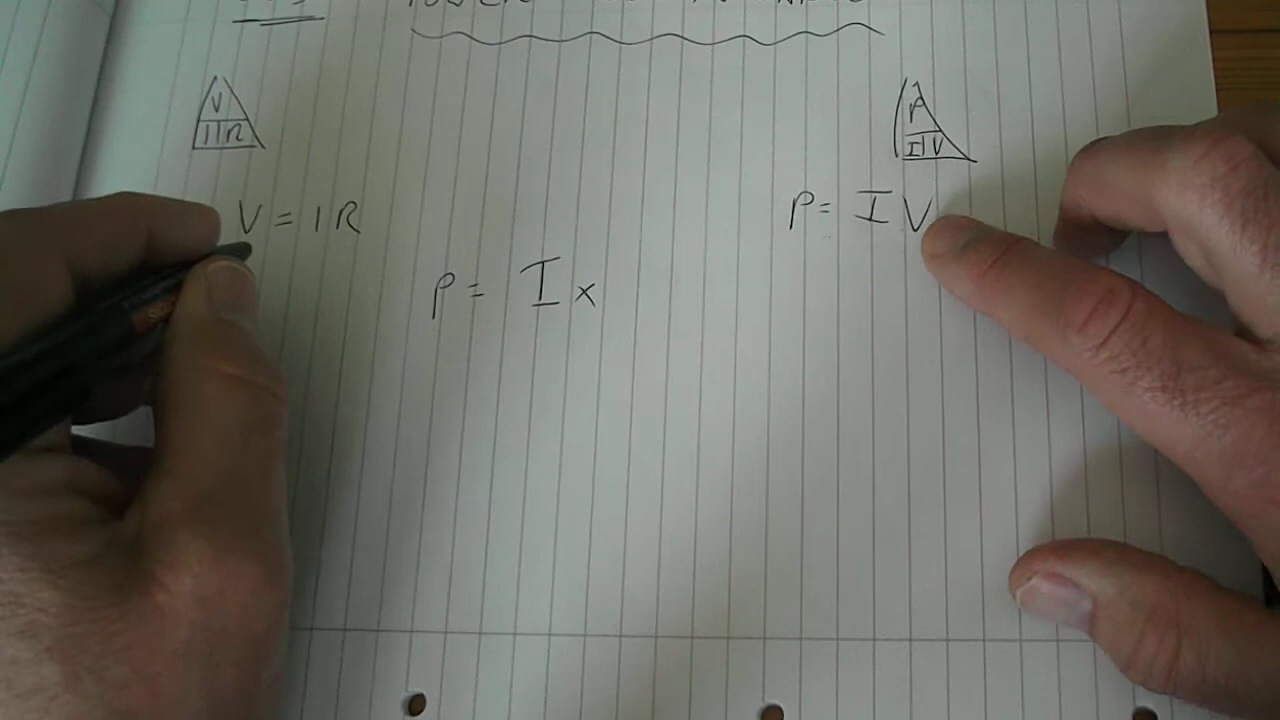 V
I R
P
I V
V = I R
P = I V
P = I x